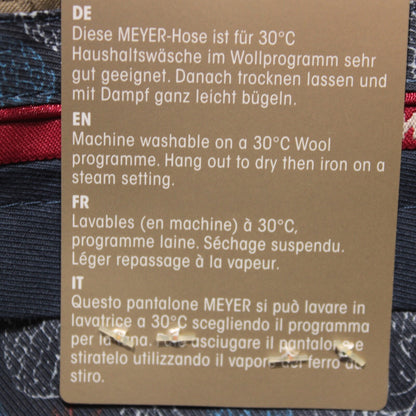 DE
Diese MEYER-Hose ist für 30°C
Haushaltswäsche im Wollprogramm sehr
gut geeignet. Danach trocknen lassen und
mit Dampf ganz leicht bügeln.
EN
Machine washable on a 30°C Wool
programme. Hang out to dry then iron on a
steam setting.
FR
Lavables (en machine) à 30°C,
programme laine. Séchage suspendu.
Léger repassage à la vapeur.
IT
Questo pantalone MEYER si può lavare in
lavatrice a 30°C scegliendo il programma
per asciugare il pantalone e
stiratelo utilizzando il ferro da
stiro.